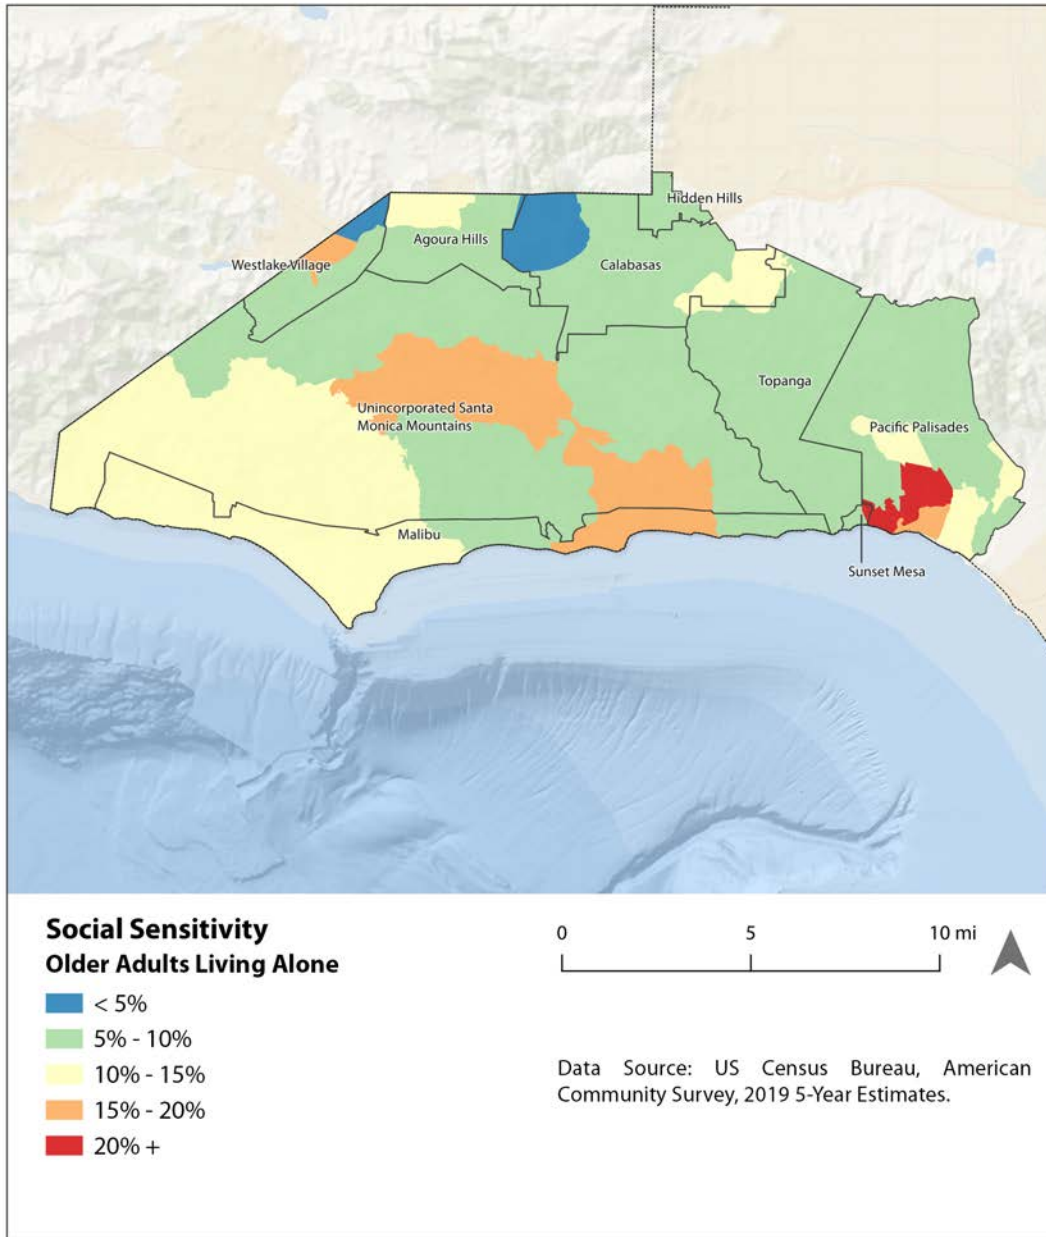 Hidden Hills
Agoura Hills
Westlake Village
Calabasas
Topanga
Unincorporated Santa
Monica Mountains
Pacific Palisades
Malibu
Sunset Mesa
Social Sensitivity
Older Adults Living Alone
< 5%
5% - 10%
10% - 15%
15% - 20%
20% +
0 5 10 mi
Data Source: US Census Bureau, American
Community Survey, 2019 5-Year Estimates.